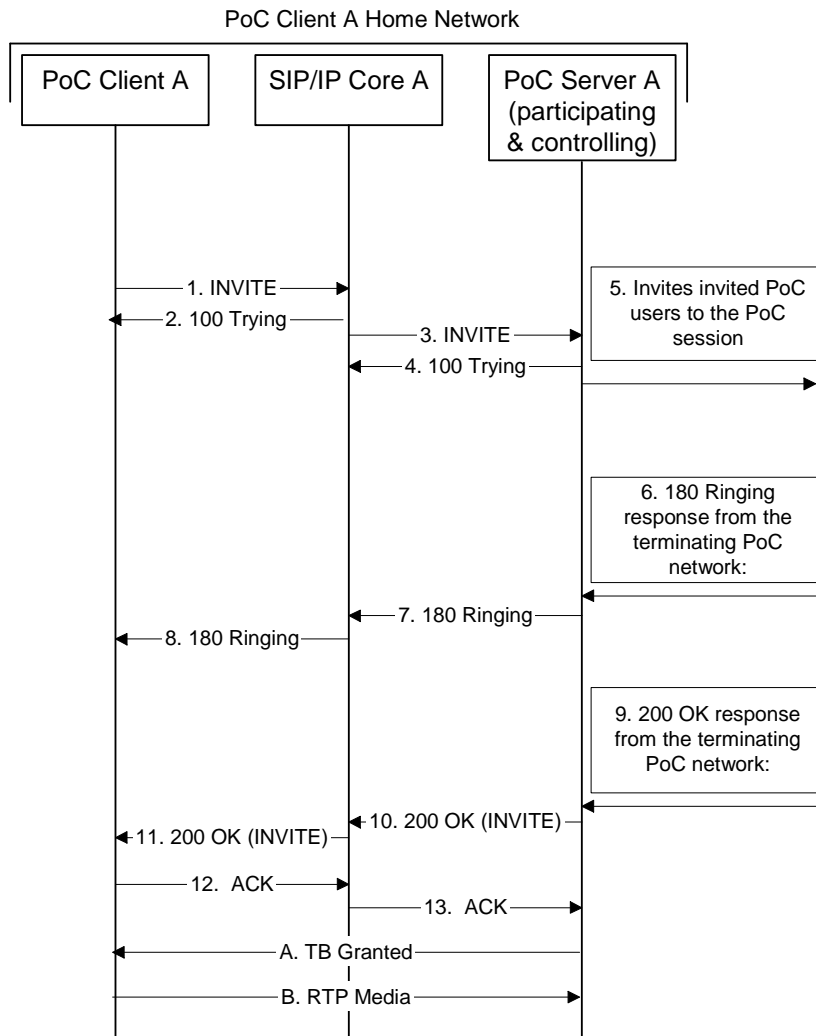 PoC Client A Home Network
PoC Client A
SIP/IP Core A
PoC Server A
(participating
& controlling)
1. INVITE
2. 100 Trying
3. INVITE
4. 100 Trying
5. Invites invited PoC
users to the PoC
session
6. 180 Ringing
response from the
terminating PoC
network:
7. 180 Ringing
8. 180 Ringing
9. 200 OK response
from the terminating
PoC network:
10. 200 OK (INVITE)
11. 200 OK (INVITE)
12. ACK
13. ACK
A. TB Granted
B. RTP Media